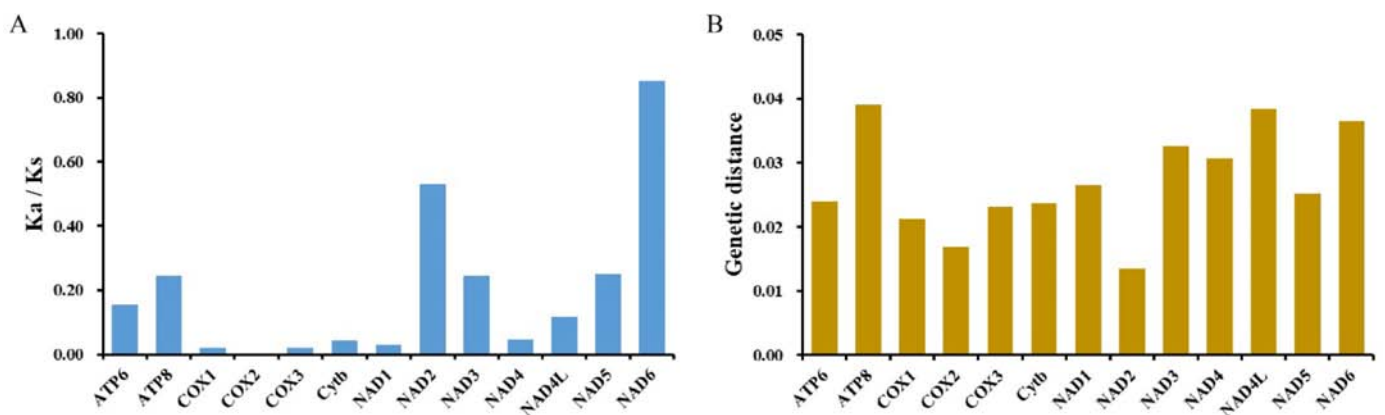 A
1.00
0.80
0.60
0.40
0.20
0.00
Ka / Ks
ATP6
ATP8
COX1
COX2
COX3
Cytb
NAD1
NAD2
NAD3
NAD4
NAD4L
NAD5
NAD6
B
0.05
0.04
0.03
0.02
0.01
0.00
Genetic distance
ATP6
ATP8
COX1
COX2
COX3
Cytb
NAD1
NAD2
NAD3
NAD4
NAD4L
NAD5
NAD6